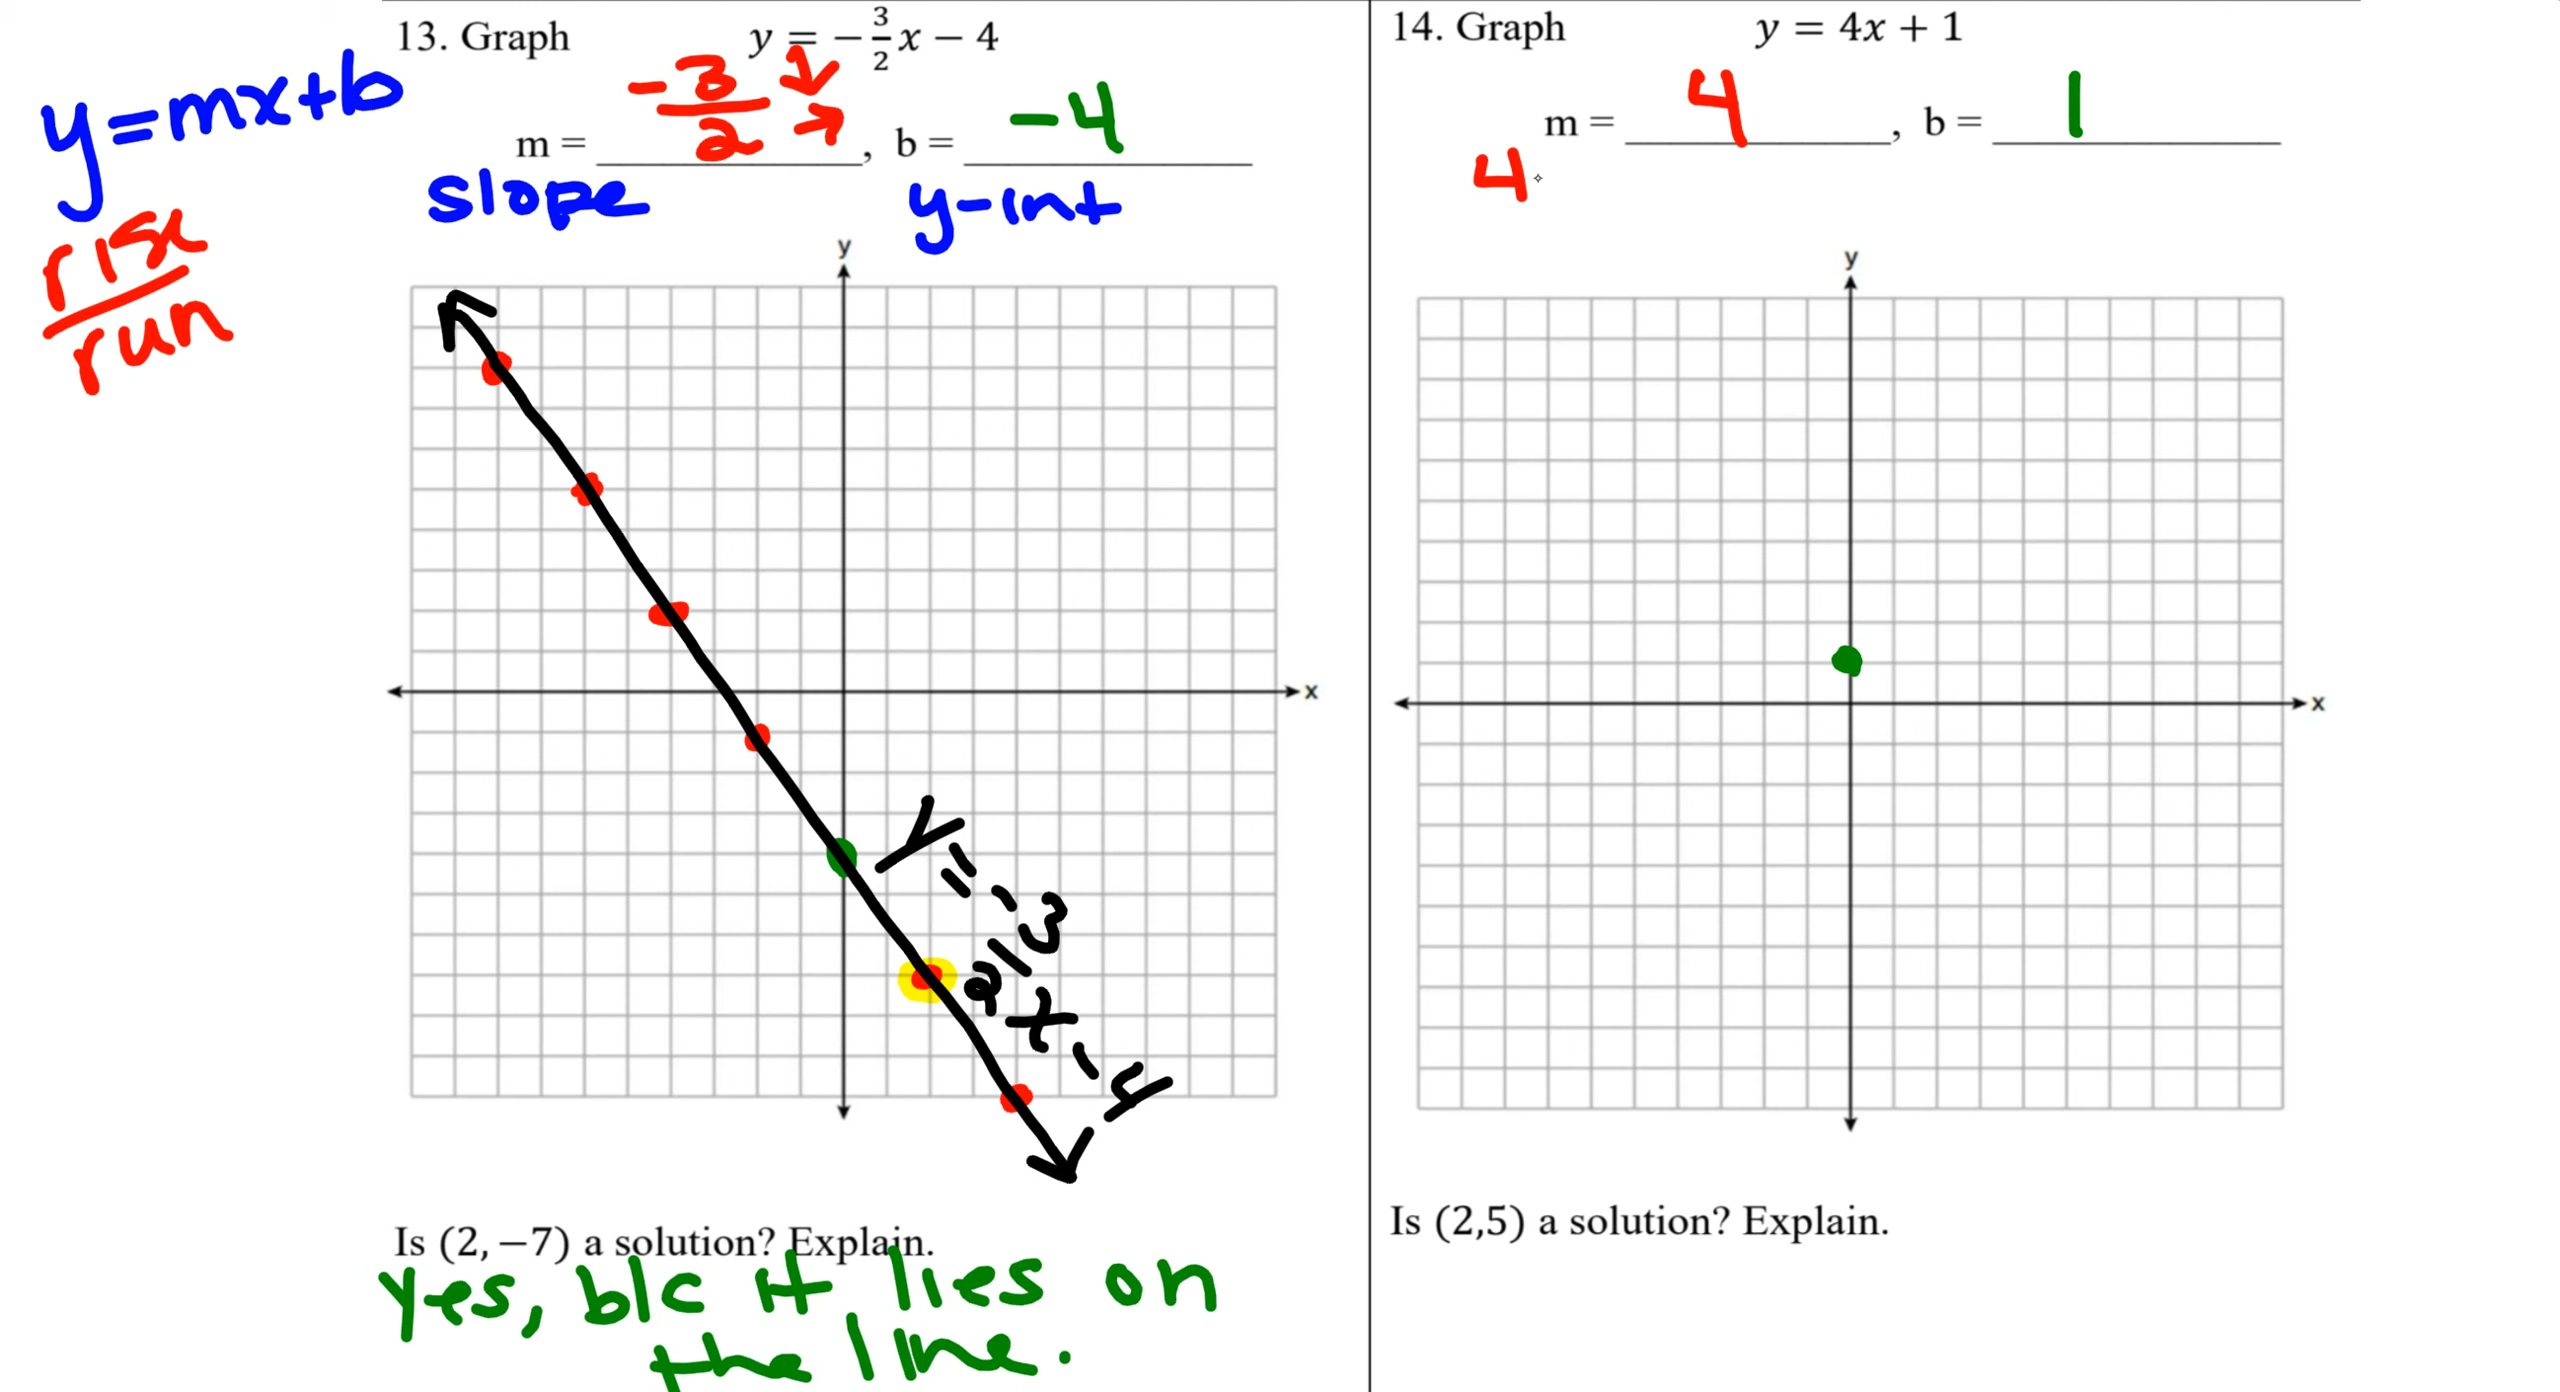 13. Graph y = −3/2 x − 4
y=mx+b
m = -3/2, b = -4
slope y-int
rise
run
y
x
y=-3/2x-4
Is (2, −7) a solution? Explain.
yes, b/c it lies on
the line.
14. Graph y = 4x + 1
m = 4, b = 1
4
y
x
Is (2,5) a solution? Explain.